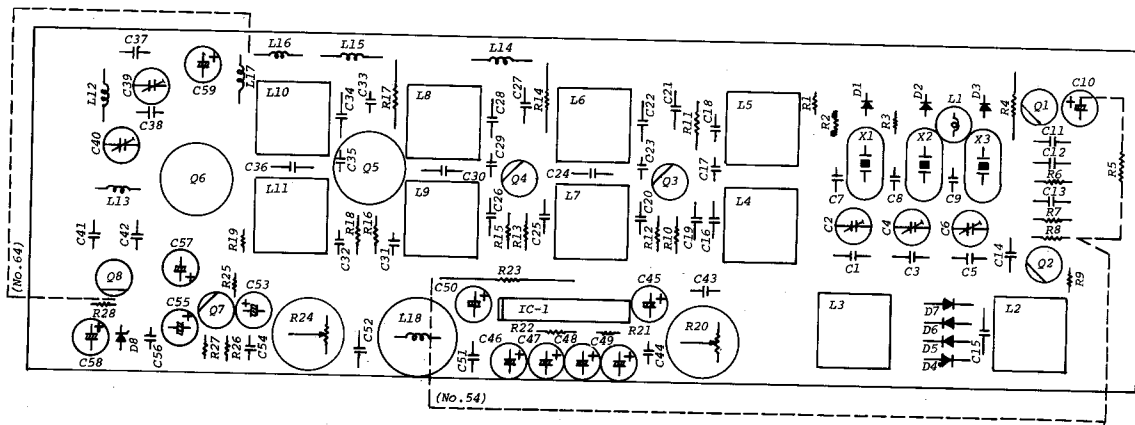 C37
L16
L15
L14
C59
L17
L12
C39
C38
C40
L13
Q6
C41
C42
(No.64)
Q8
R28
C58
D8
C56
C57
C55
R25
Q7
C53
R27
R26
C54
R19
L10
C36
L11
C34
C33
R17
C35
Q5
C32
R18
R16
C31
L8
C30
L9
C28
C29
C27
R14
Q4
C26
R15
R13
C25
L6
C24
L7
C22
C21
C23
Q3
R11
C18
C17
C20
R12
R10
C19
C16
L5
L4
R1
R2
D1
R3
D2
L1
D3
R4
Q1
C10
X1
X2
X3
C7
C8
C9
C11
C12
R6
C13
R7
R8
R5
C2
C4
C6
C1
C3
C5
C14
Q2
R9
R24
C52
L18
C50
R23
IC-1
C45
C43
R22
C48
C49
R21
R20
C51
C46
C47
C44
L3
D7
D6
D5
D4
C15
L2
(No.54)